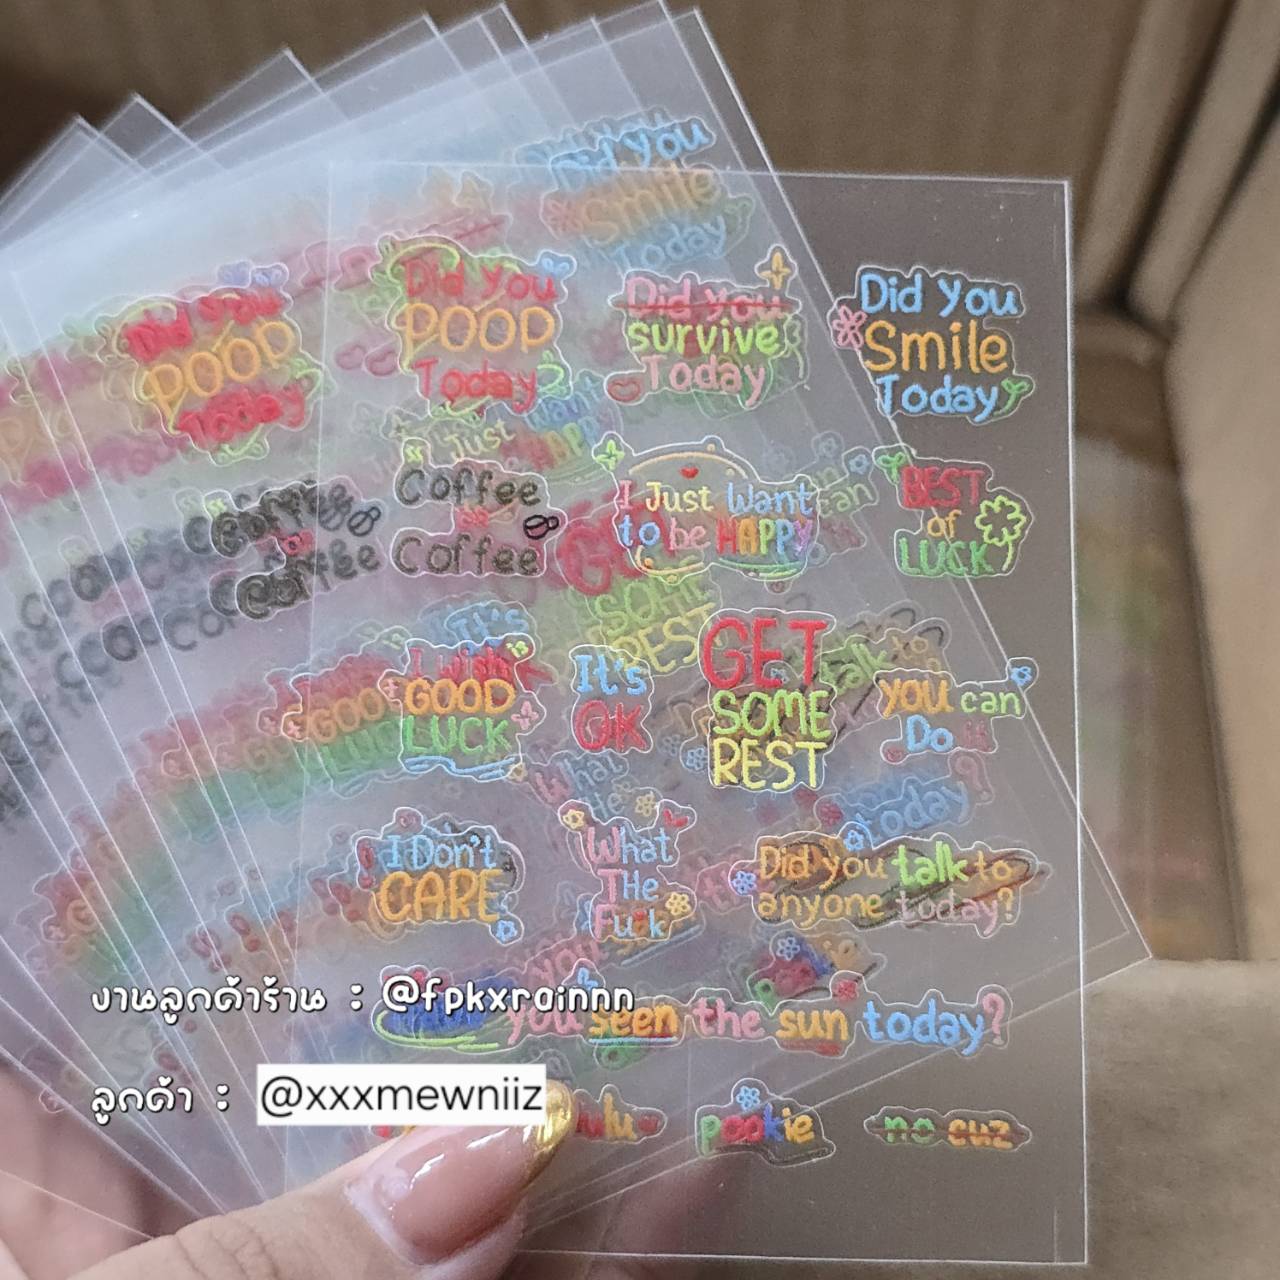 Did You
POOP
Today
Did you
survive
Today
Did you
Smile
Today
Coffee
or
Coffee
I Just Want
to be HAPPY
BEST
of
LUCK
I wish
GOOD
LUCK
It's
OK
GET
SOME
REST
you can
Do it
I Don't
CARE
What
THe
Fuck
Did you talk to
anyone today?
you seen the sun today?
pookie
no cuz
งานลูกค้าร้าน : @fpkxrainnn
ลูกค้า : @xxxmewniiz